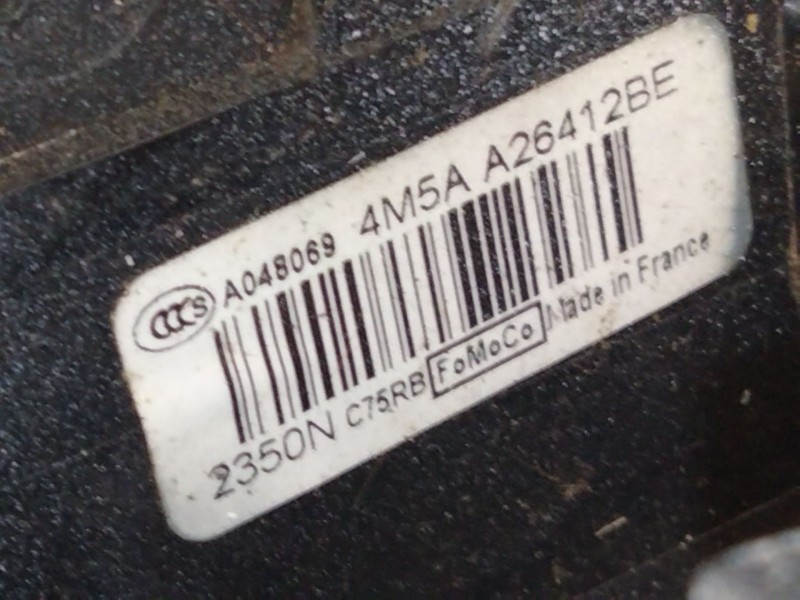 CCC S A048069 4M5A A26412BE
2350N C75RB FoMoCo Made in France